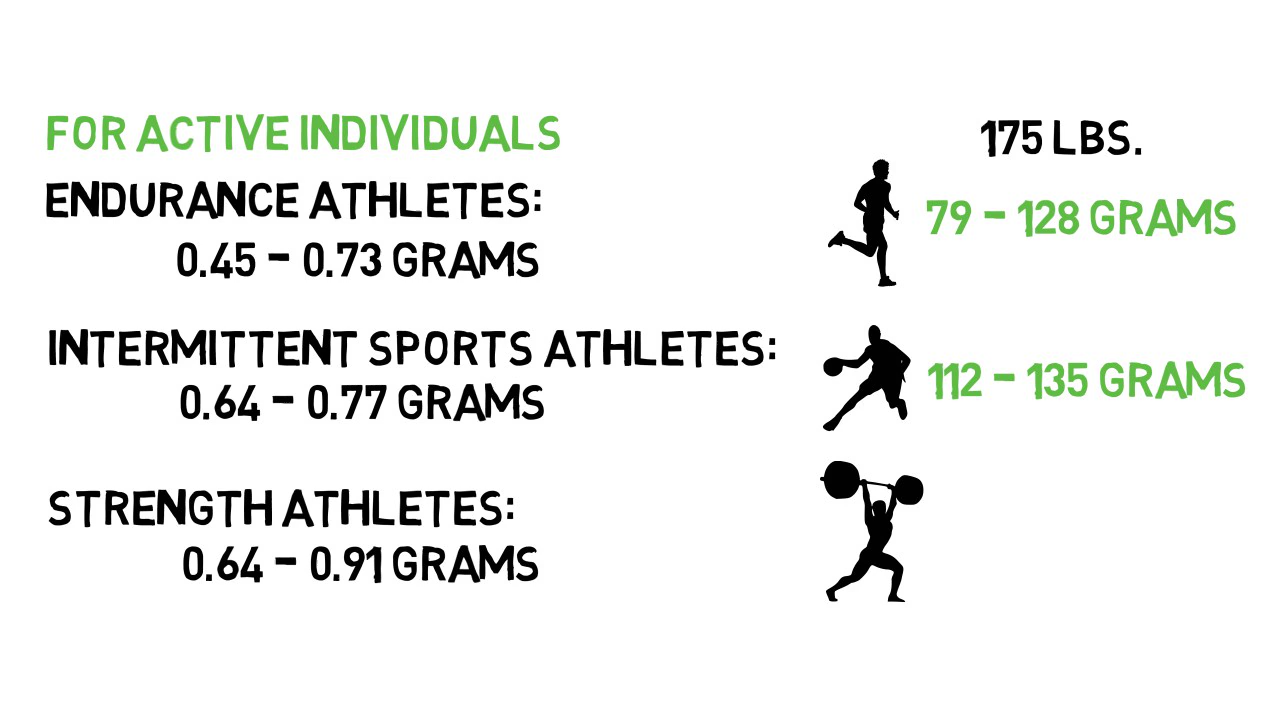 FOR ACTIVE INDIVIDUALS
ENDURANCE ATHLETES:
0.45 - 0.73 GRAMS
INTERMITTENT SPORTS ATHLETES:
0.64 - 0.77 GRAMS
STRENGTH ATHLETES:
0.64 - 0.91 GRAMS
175 LBS.
79 - 128 GRAMS
112 - 135 GRAMS